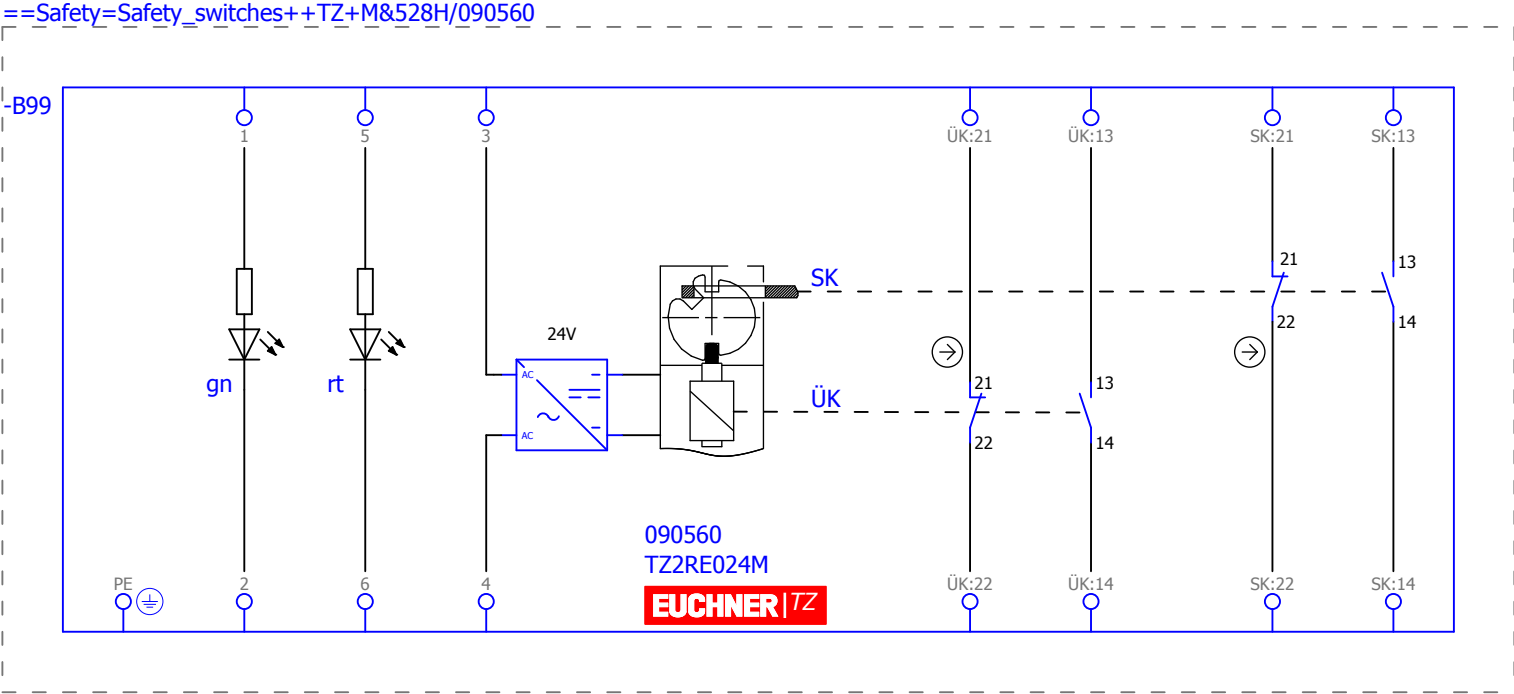 ==Safety=Safety_switches++TZ+M&528H/090560
-B99
1 5 3 ÜK:21 ÜK:13 SK:21 SK:13
21 13
SK
22 14
24V
gn rt
AC
AC
21 13
ÜK
22 14
090560
TZ2RE024M
PE 2 6 4 ÜK:22 ÜK:14 SK:22 SK:14
EUCHNER|TZ